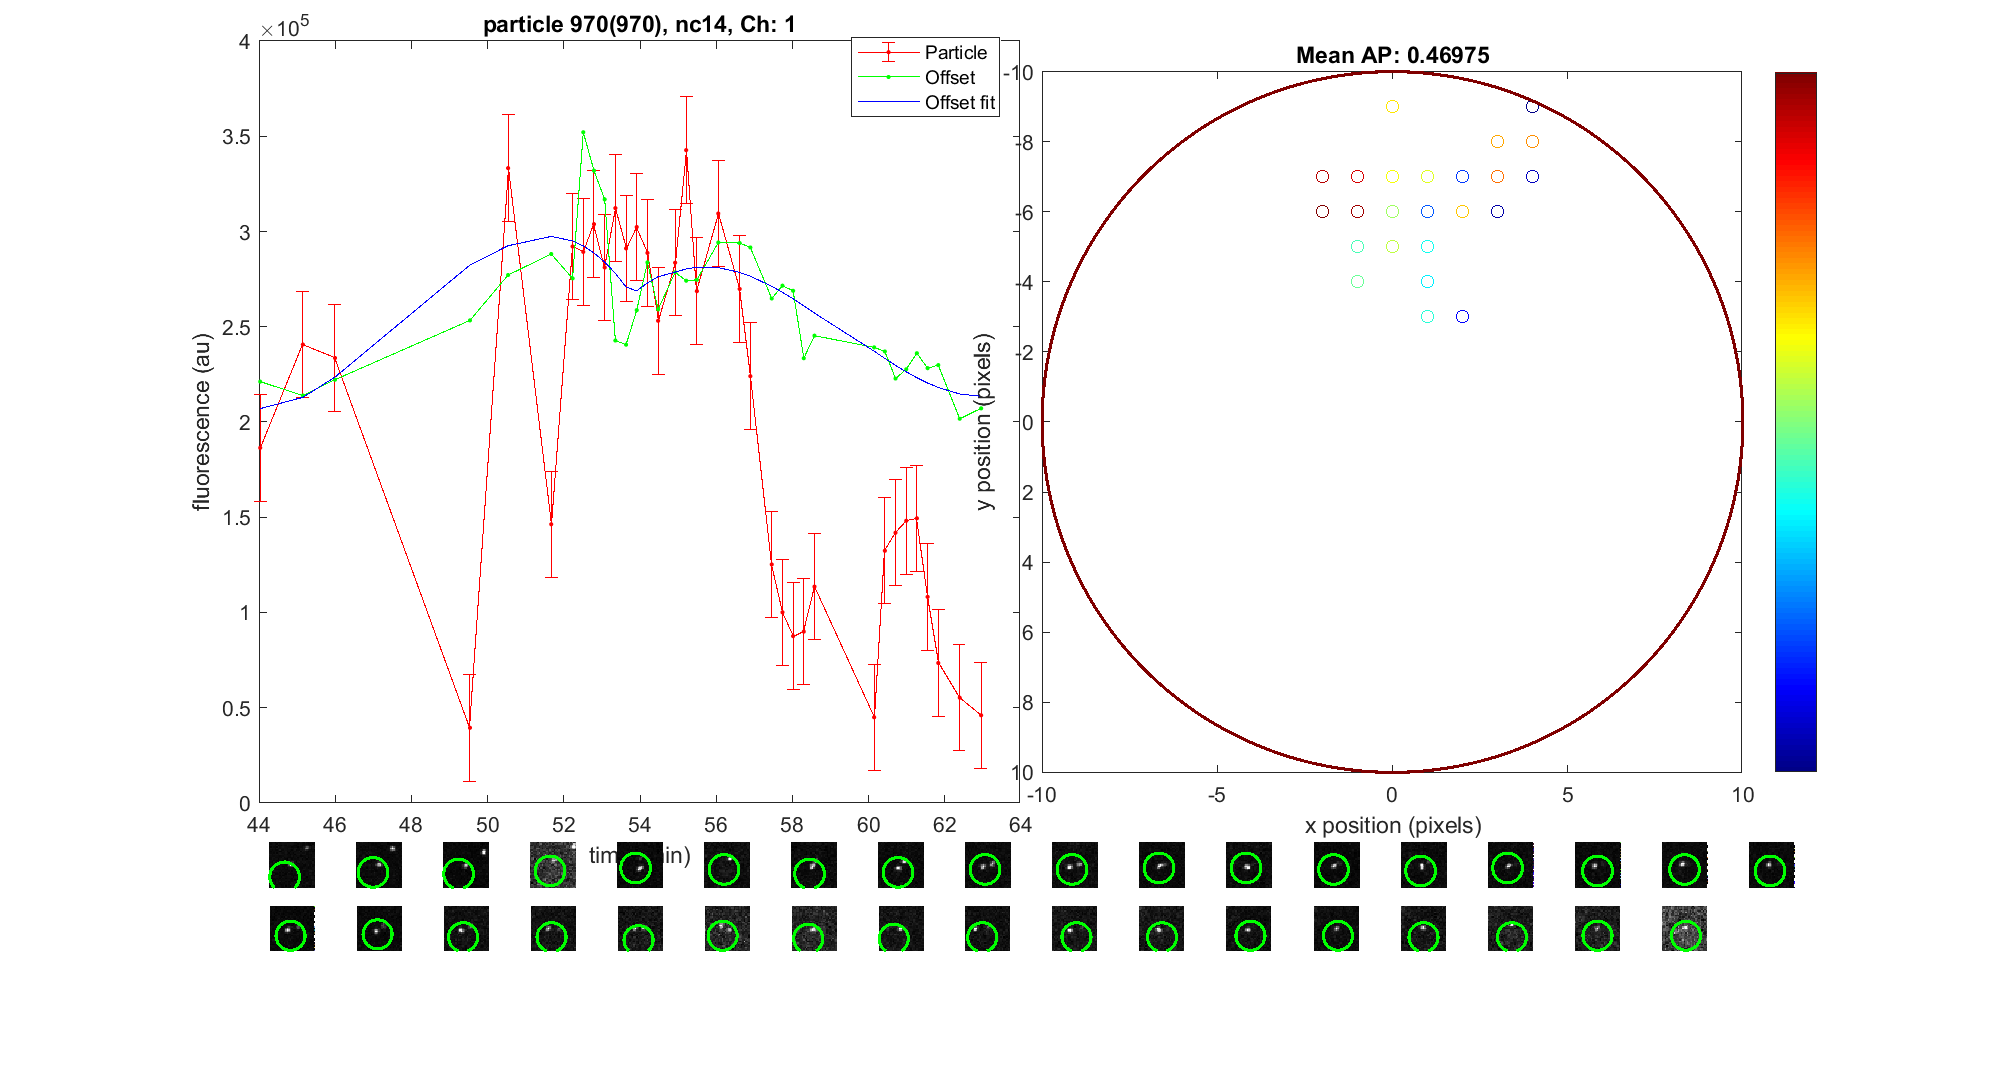 particle 970(970), nc14, Ch: 1
×10^5
Particle
Offset
Offset fit
4
3.5
3
2.5
2
1.5
1
0.5
0
fluorescence (au)
44 46 48 50 52 54 56 58 60 62 64
Mean AP: 0.46975
-10
-8
-6
-4
-2
0
2
4
6
8
10
y position (pixels)
-10 -5 0 5 10
x position (pixels)